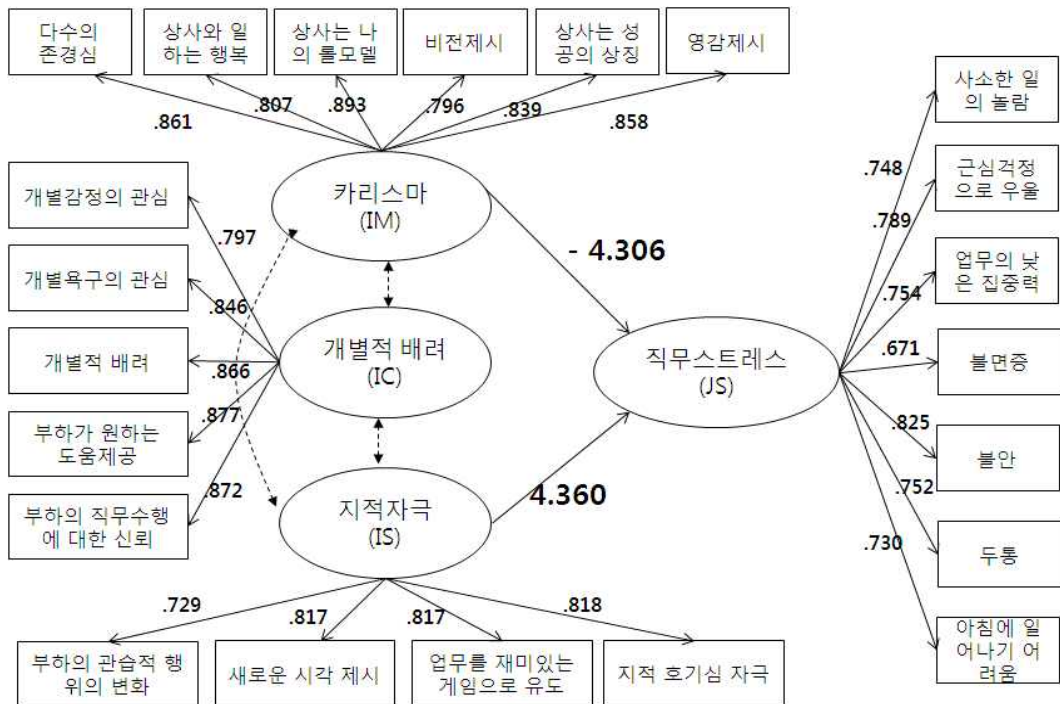 다수의
존경심
상사와 일
하는 행복
상사는 나
의 롤모델
비전제시
상사는 성
공의 상징
영감제시
.861
.807
.893
.796
.839
.858
카리스마
(IM)
개별감정의 관심
개별욕구의 관심
개별적 배려
부하가 원하는
도움제공
부하의 직무수행
에 대한 신뢰
.797
.846
.866
.877
.872
개별적 배려
(IC)
지적자극
(IS)
.729
.817
.817
.818
부하의 관습적 행
위의 변화
새로운 시각 제시
업무를 재미있는
게임으로 유도
지적 호기심 자극
- 4.306
4.360
직무스트레스
(JS)
.748
.789
.754
.671
.825
.752
.730
사소한 일
의 놀람
근심걱정
으로 우울
업무의 낮
은 집중력
불면증
불안
두통
아침에 일
어나기 어
려움